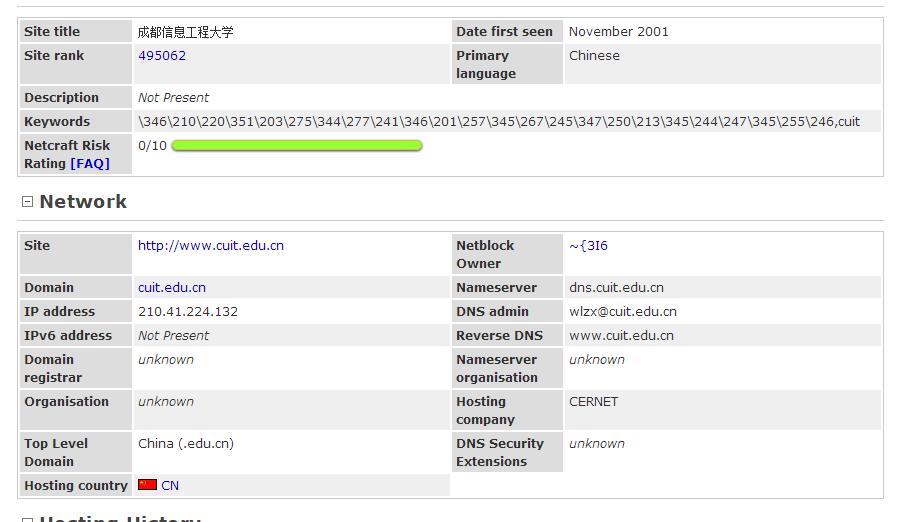 Site title 成都信息工程大学 Date first seen November 2001
Site rank 495062 Primary language Chinese
Description Not Present
Keywords \346\210\220\351\203\275\344\277\241\346\201\257\345\267\245\347\250\213\345\244\247\345\255\246,cuit
Netcraft Risk Rating [FAQ] 0/10
Network
Site http://www.cuit.edu.cn Netblock Owner ~{3I6
Domain cuit.edu.cn Nameserver dns.cuit.edu.cn
IP address 210.41.224.132 DNS admin wlzx@cuit.edu.cn
IPv6 address Not Present Reverse DNS www.cuit.edu.cn
Domain registrar unknown Nameserver organisation unknown
Organisation unknown Hosting company CERNET
Top Level Domain China (.edu.cn) DNS Security Extensions unknown
Hosting country CN
Hosting History